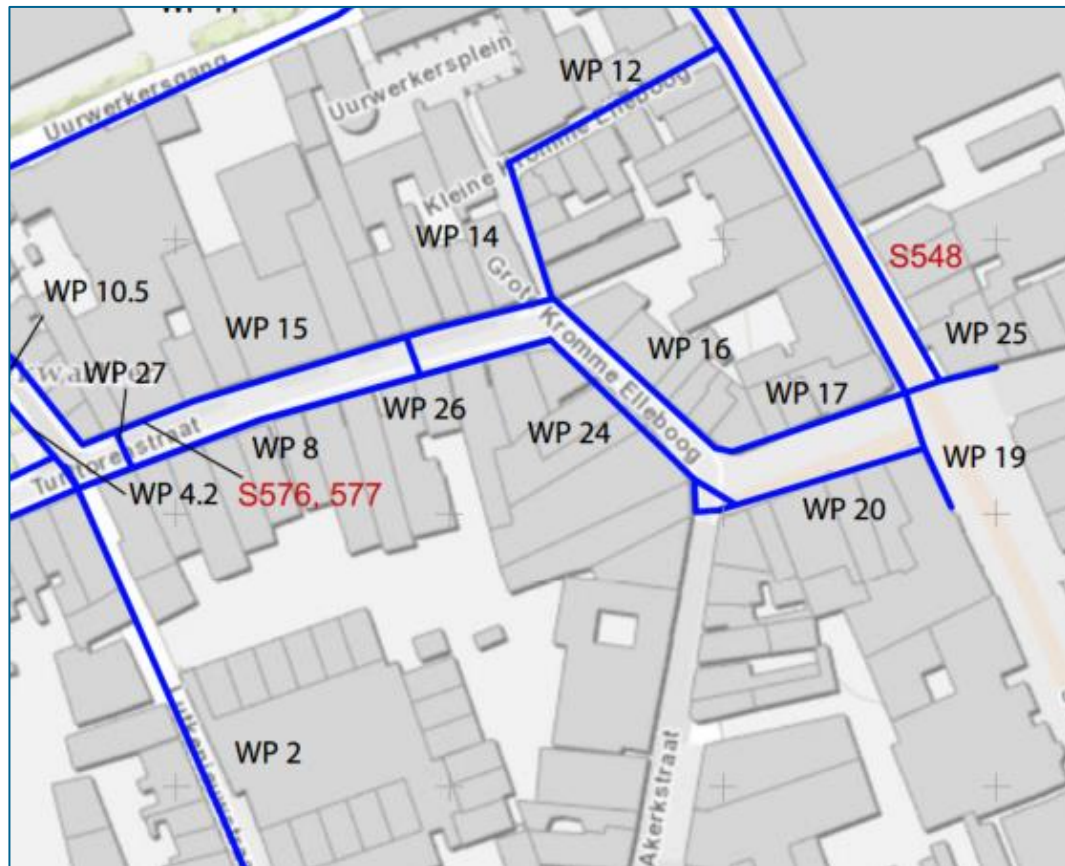 Uurwerkersgang
Uurwerkersplein
WP 12
Kleine Kromme Elleboog
WP 14
S548
WP 10.5
WP 15
Grote Kromme Elleboog
WP 16
WP 25
WP 27
WP 17
WP 26
WP 24
WP 8
Turftorenstraat
WP 19
WP 4.2
S576, 577
WP 20
WP 2
Akerkstraat